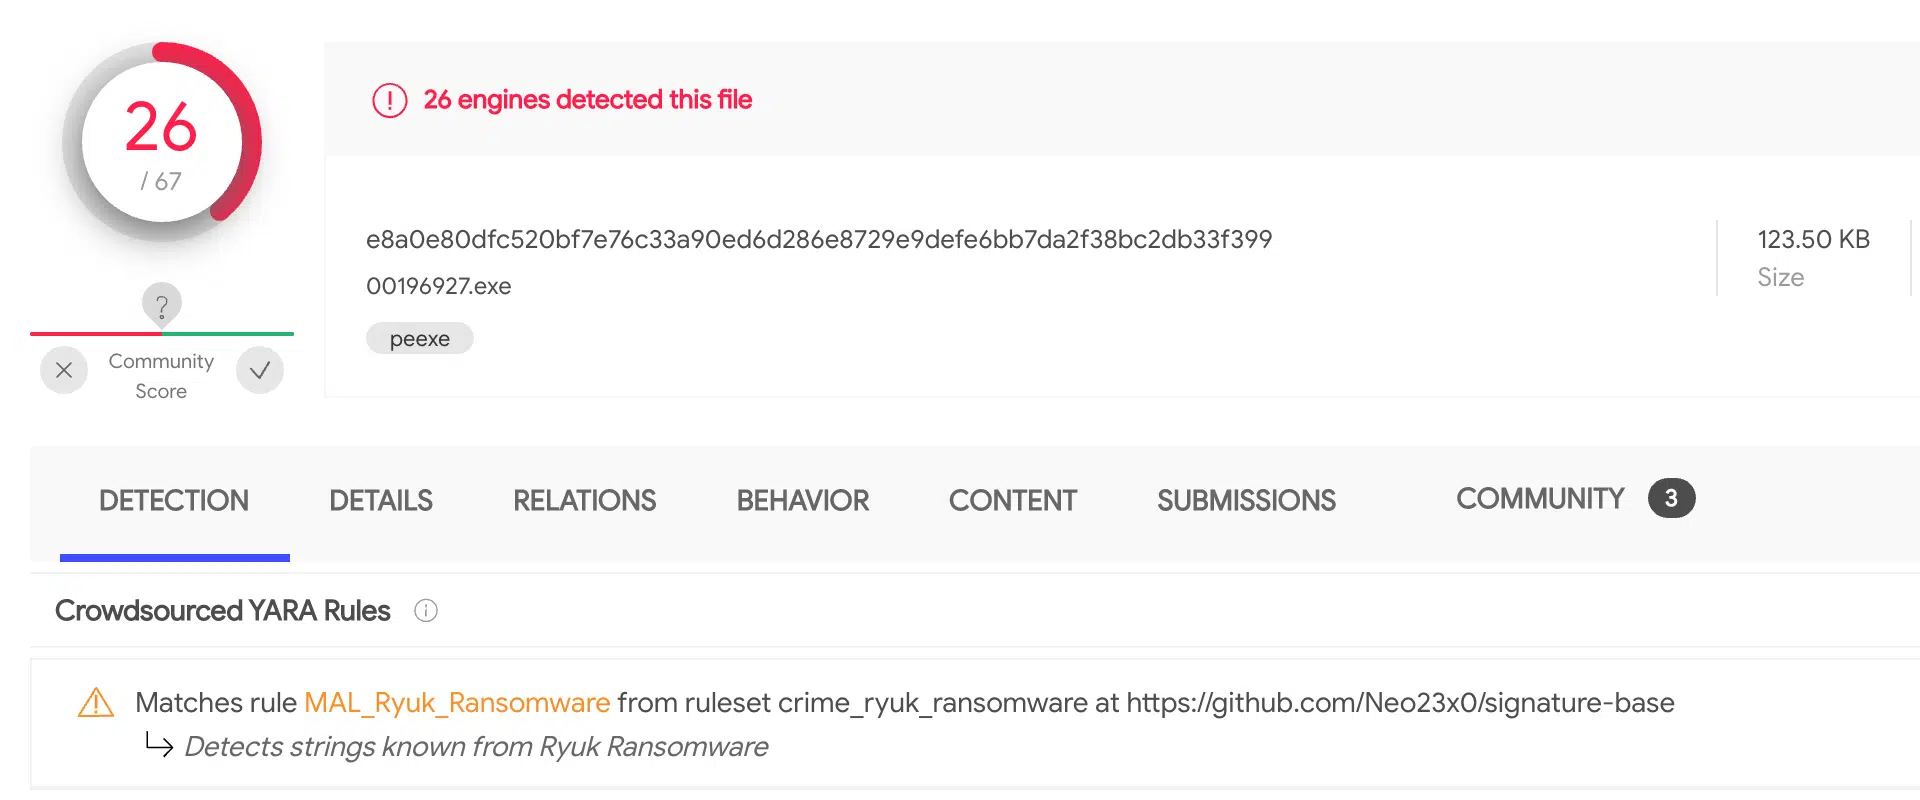 26
/ 67
?
Community
Score
26 engines detected this file
e8a0e80dfc520bf7e76c33a90ed6d286e8729e9defe6bb7da2f38bc2db33f399
00196927.exe
peexe
123.50 KB
Size
DETECTION DETAILS RELATIONS BEHAVIOR CONTENT SUBMISSIONS COMMUNITY 3
Crowdsourced YARA Rules
Matches rule MAL_Ryuk_Ransomware from ruleset crime_ryuk_ransomware at https://github.com/Neo23x0/signature-base
Detects strings known from Ryuk Ransomware